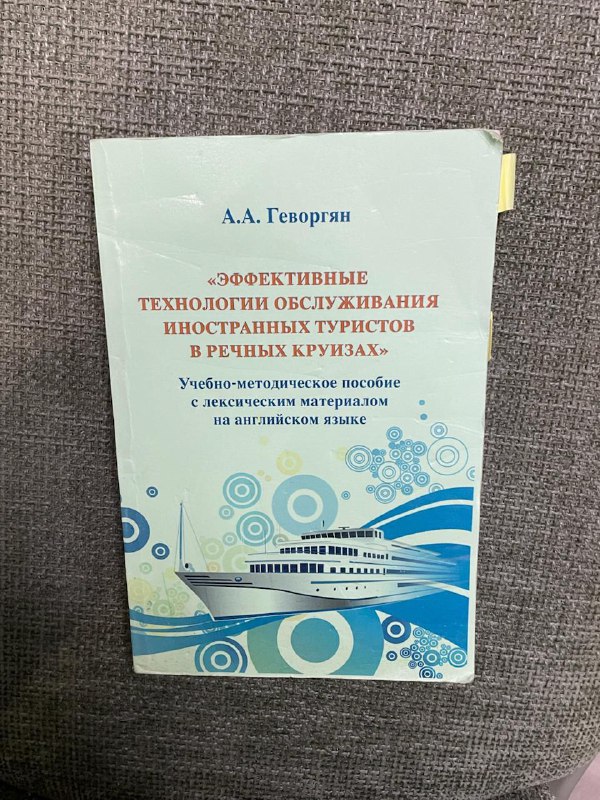 А.А. Геворгян
«ЭФФЕКТИВНЫЕ
ТЕХНОЛОГИИ ОБСЛУЖИВАНИЯ
ИНОСТРАННЫХ ТУРИСТОВ
В РЕЧНЫХ КРУИЗАХ»
Учебно-методическое пособие
с лексическим материалом
на английском языке